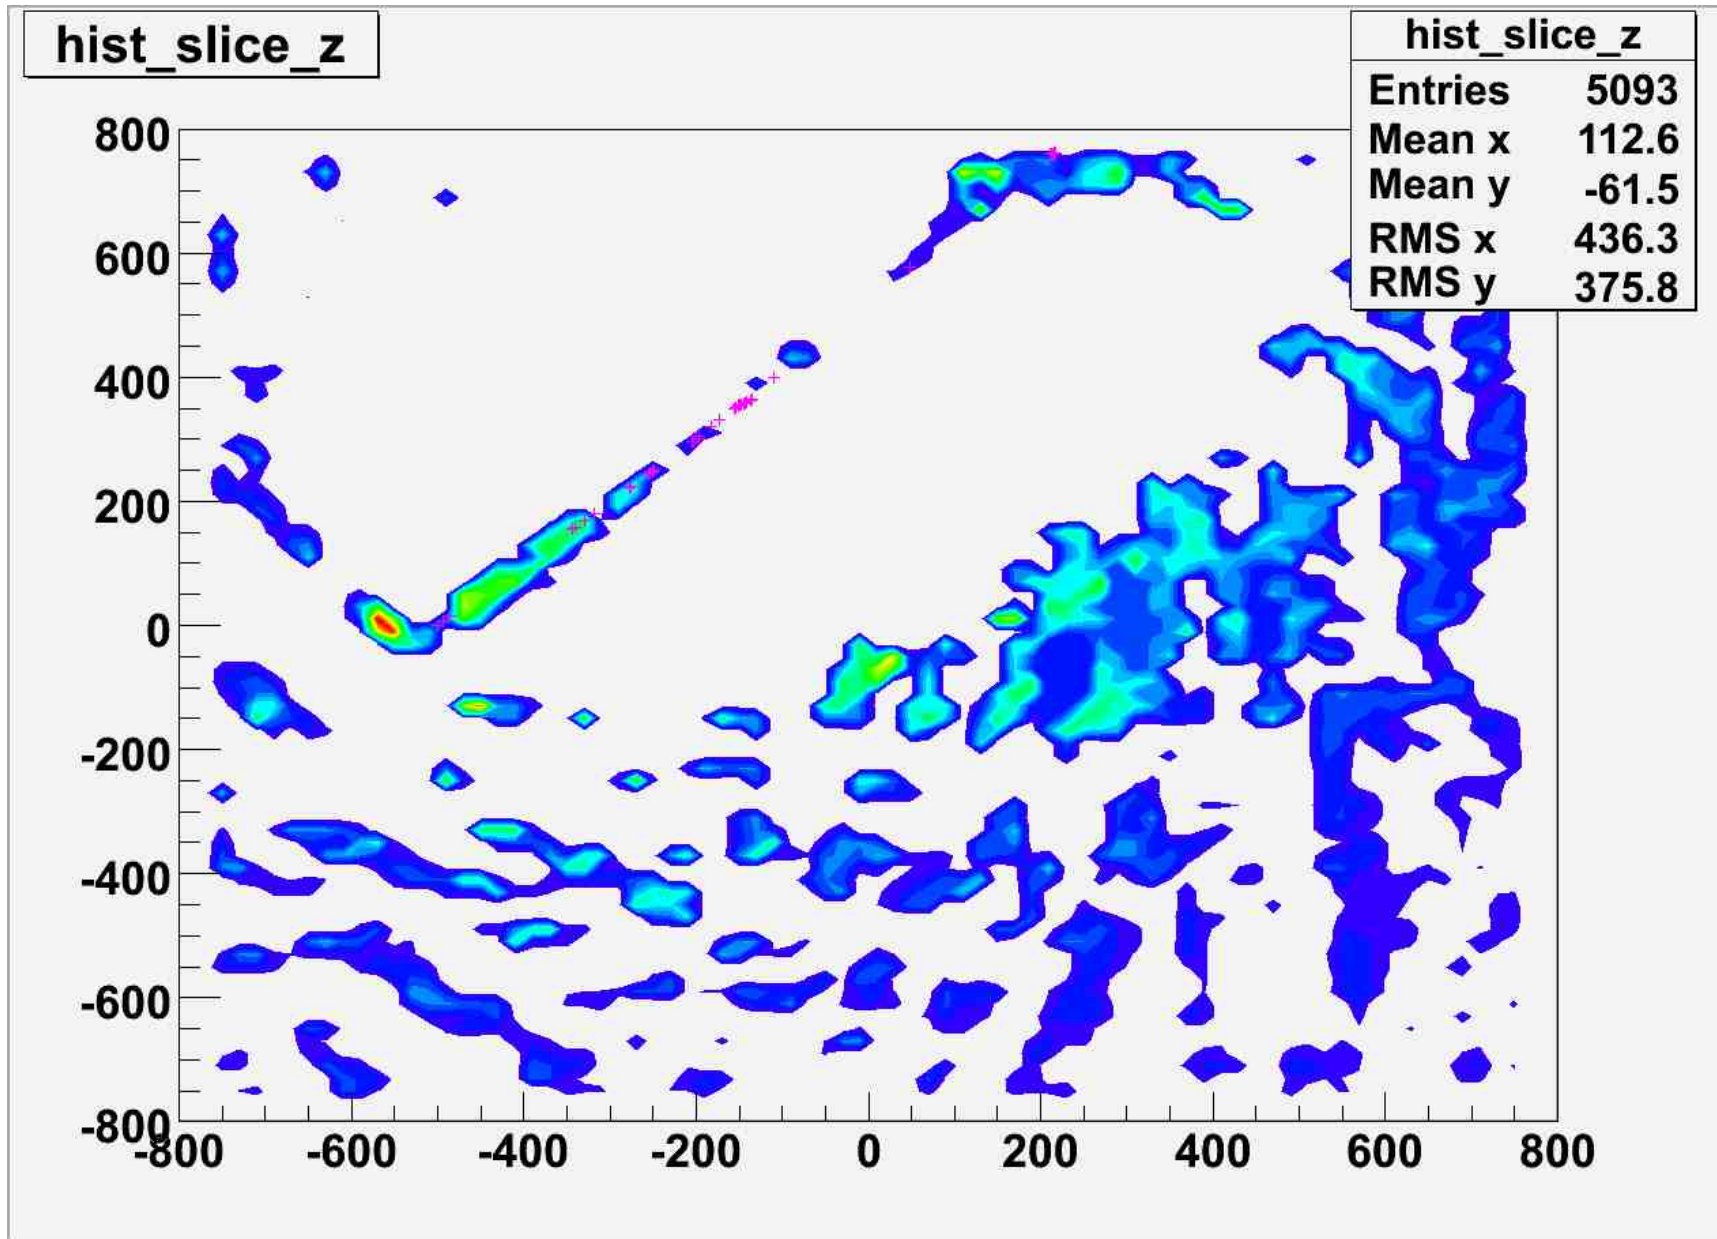 hist_slice_z
hist_slice_z
Entries 5093
Mean x 112.6
Mean y -61.5
RMS x 436.3
RMS y 375.8
800
600
400
200
0
-200
-400
-600
-800
-800 -600 -400 -200 0 200 400 600 800